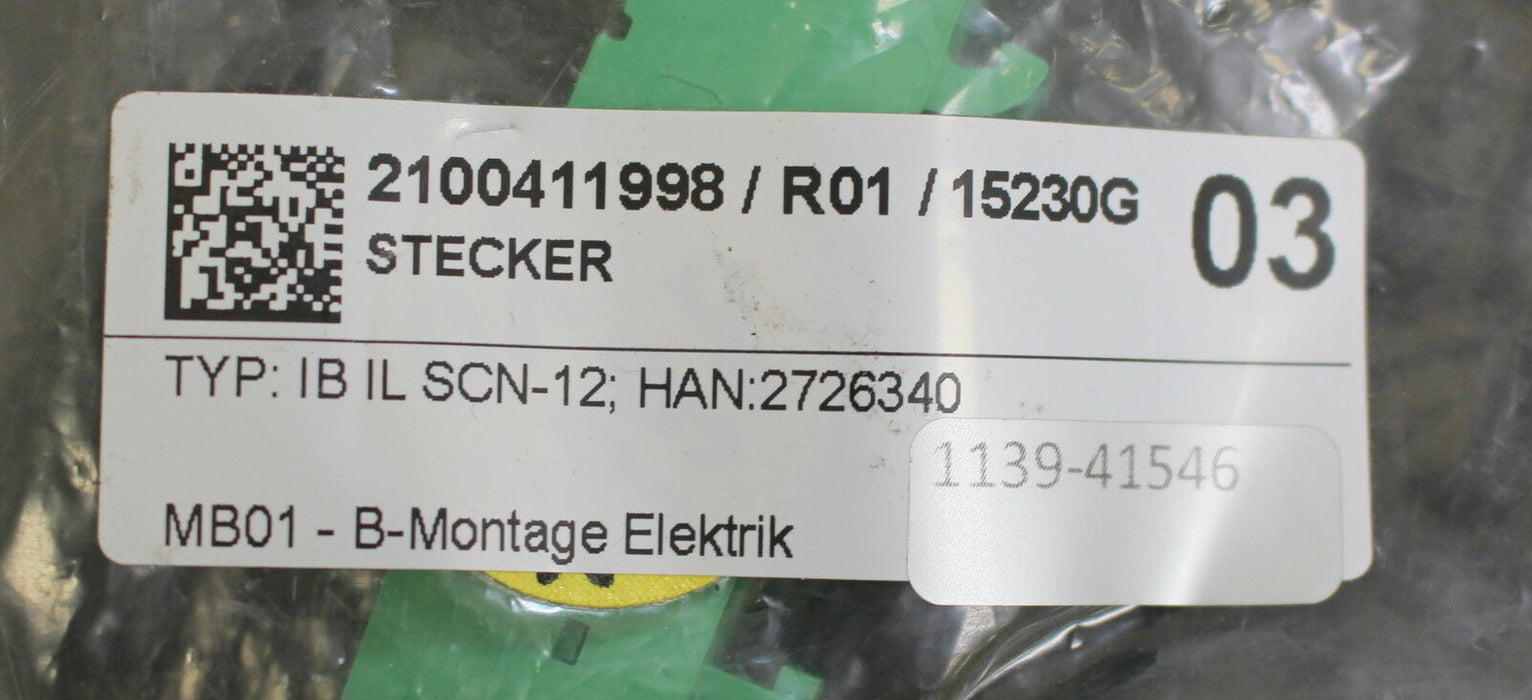 2100411998 / R01 / 15230G
03
STECKER
TYP: IB IL SCN-12; HAN:2726340
1139-41546
MB01 - B-Montage Elektrik